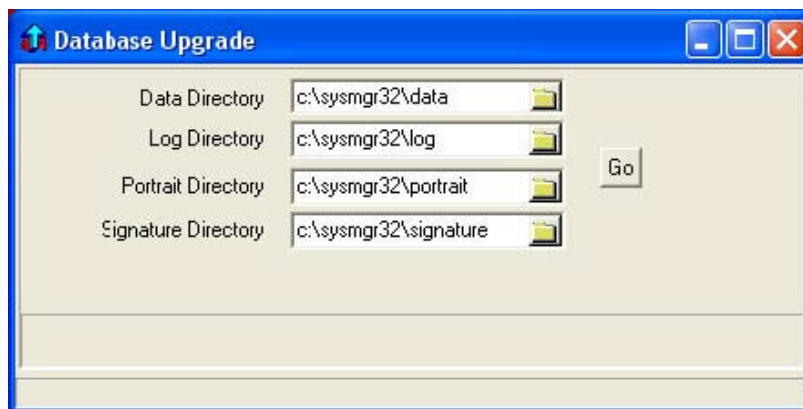 Database Upgrade
Data Directory c:\sysmgr32\data
Log Directory c:\sysmgr32\log
Go
Portrait Directory c:\sysmgr32\portrait
Signature Directory c:\sysmgr32\signature